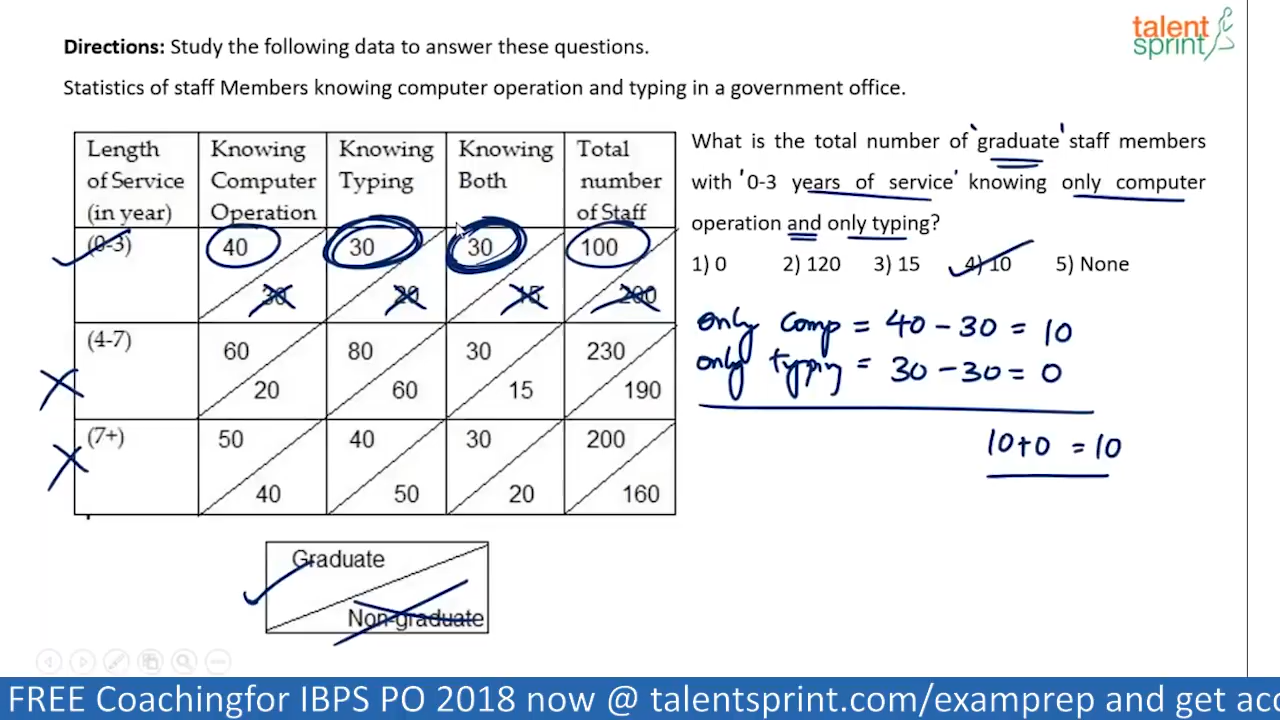 talent
sprint
Directions: Study the following data to answer these questions.
Statistics of staff Members knowing computer operation and typing in a government office.
Length of Service (in year) Knowing Computer Operation Knowing Typing Knowing Both Total number of Staff
(0-3) 40 30 30 100
30 20 15 200
(4-7) 60 80 30 230
20 60 15 190
(7+) 50 40 30 200
40 50 20 160
Graduate
Non-graduate
What is the total number of 'graduate' staff members
with '0-3 years of service' knowing only computer
operation and only typing?
1) 0 2) 120 3) 15 4) 10 5) None
only comp = 40 - 30 = 10
only typing = 30 - 30 = 0
10+0 = 10
FREE Coachingfor IBPS PO 2018 now @ talentsprint.com/examprep and get acc